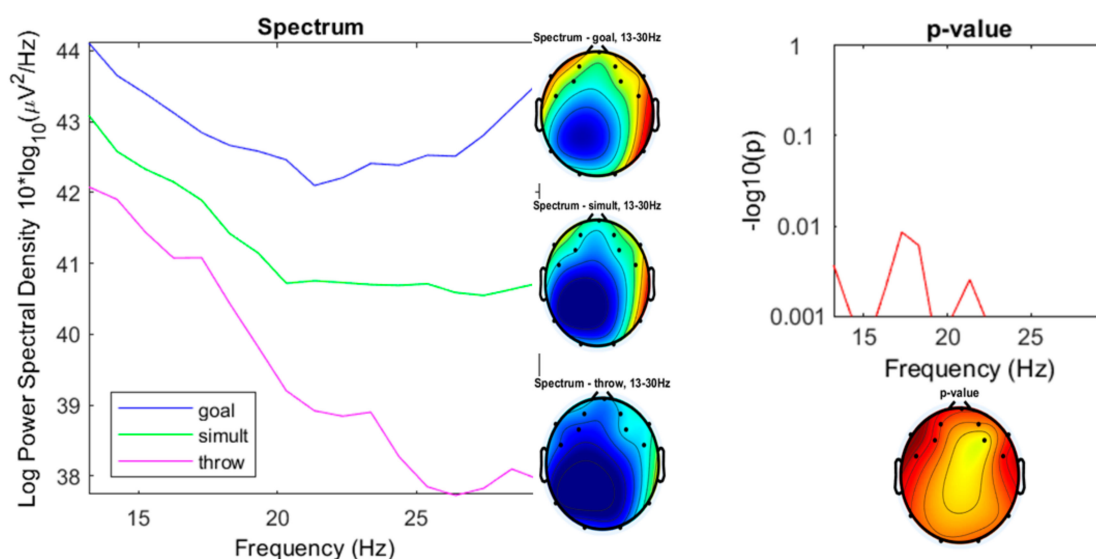 Spectrum
Log Power Spectral Density 10*log10(μV2/Hz)
44
43
42
41
40
39
38
goal
simult
throw
15
20
25
Frequency (Hz)
Spectrum - goal, 13-30Hz
Spectrum - simult, 13-30Hz
Spectrum - throw, 13-30Hz
p-value
-log10(p)
1
0.1
0.01
0.001
15
20
25
Frequency (Hz)
p-value